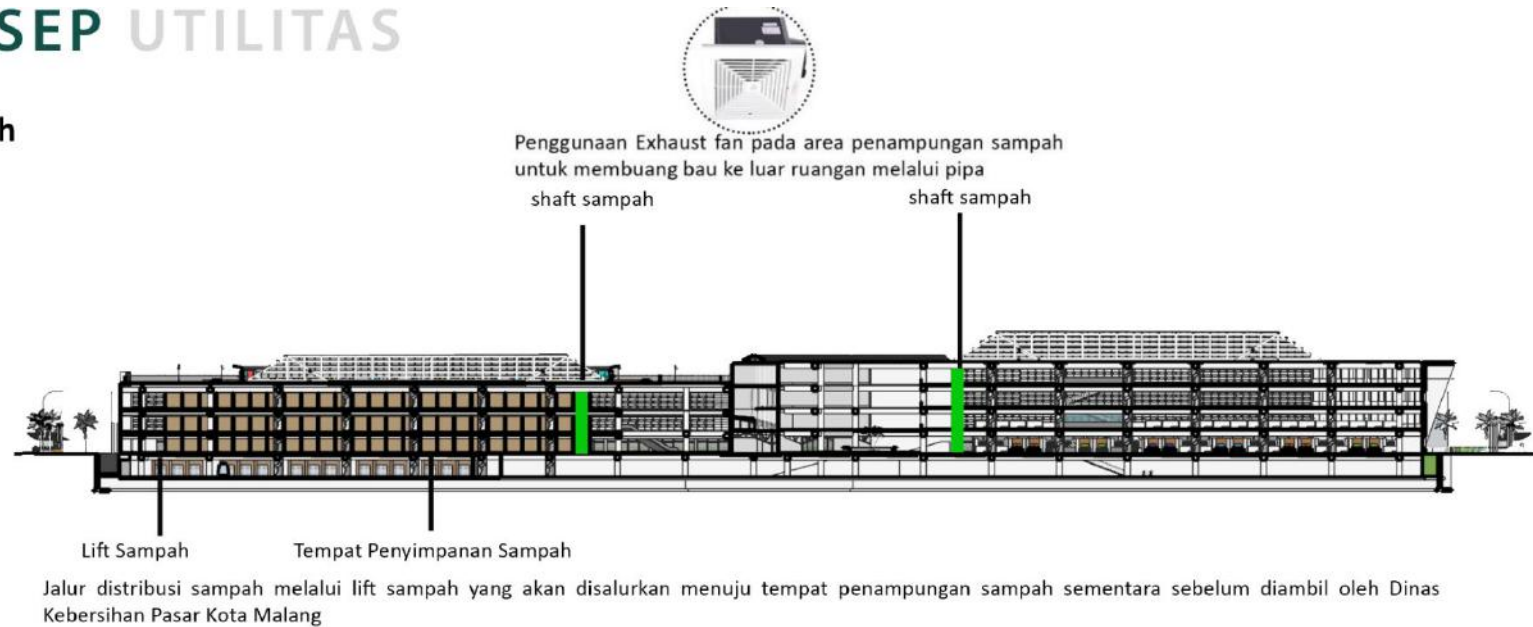 SEP UTILITAS
h
Penggunaan Exhaust fan pada area penampungan sampah
untuk membuang bau ke luar ruangan melalui pipa
shaft sampah
shaft sampah
Lift Sampah
Tempat Penyimpanan Sampah
Jalur distribusi sampah melalui lift sampah yang akan disalurkan menuju tempat penampungan sampah sementara sebelum diambil oleh Dinas
Kebersihan Pasar Kota Malang